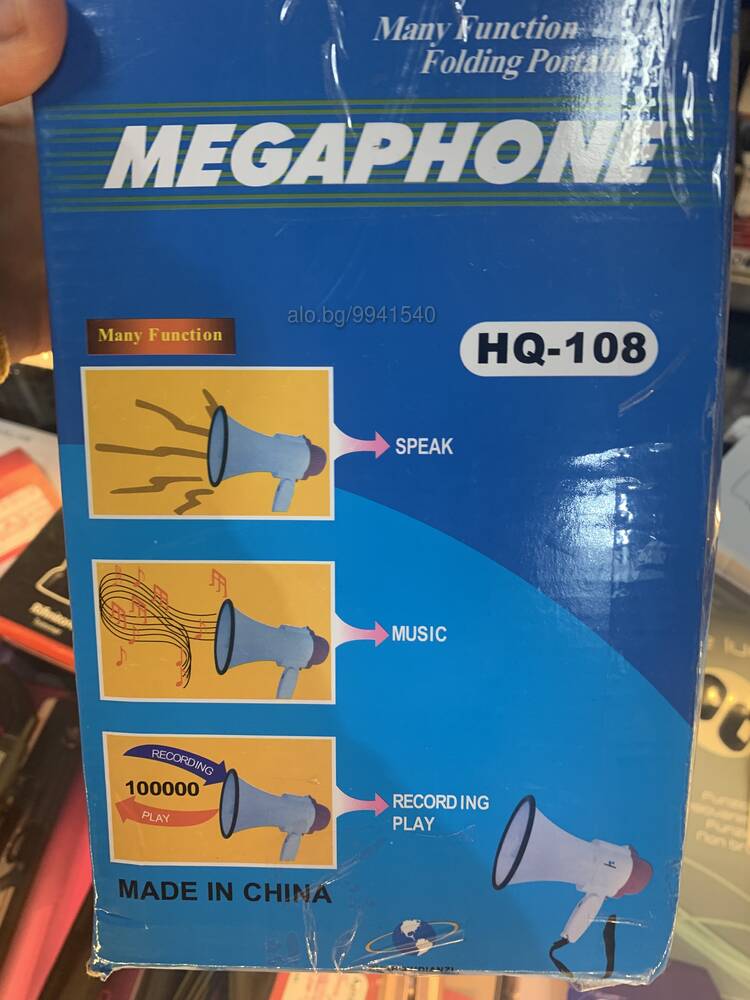 Many Function
Folding Portable
MEGAPHONE
alo.bg/9941540
Many Function
HQ-108
SPEAK
MUSIC
RECORDING
100000
PLAY
RECORDING
PLAY
MADE IN CHINA